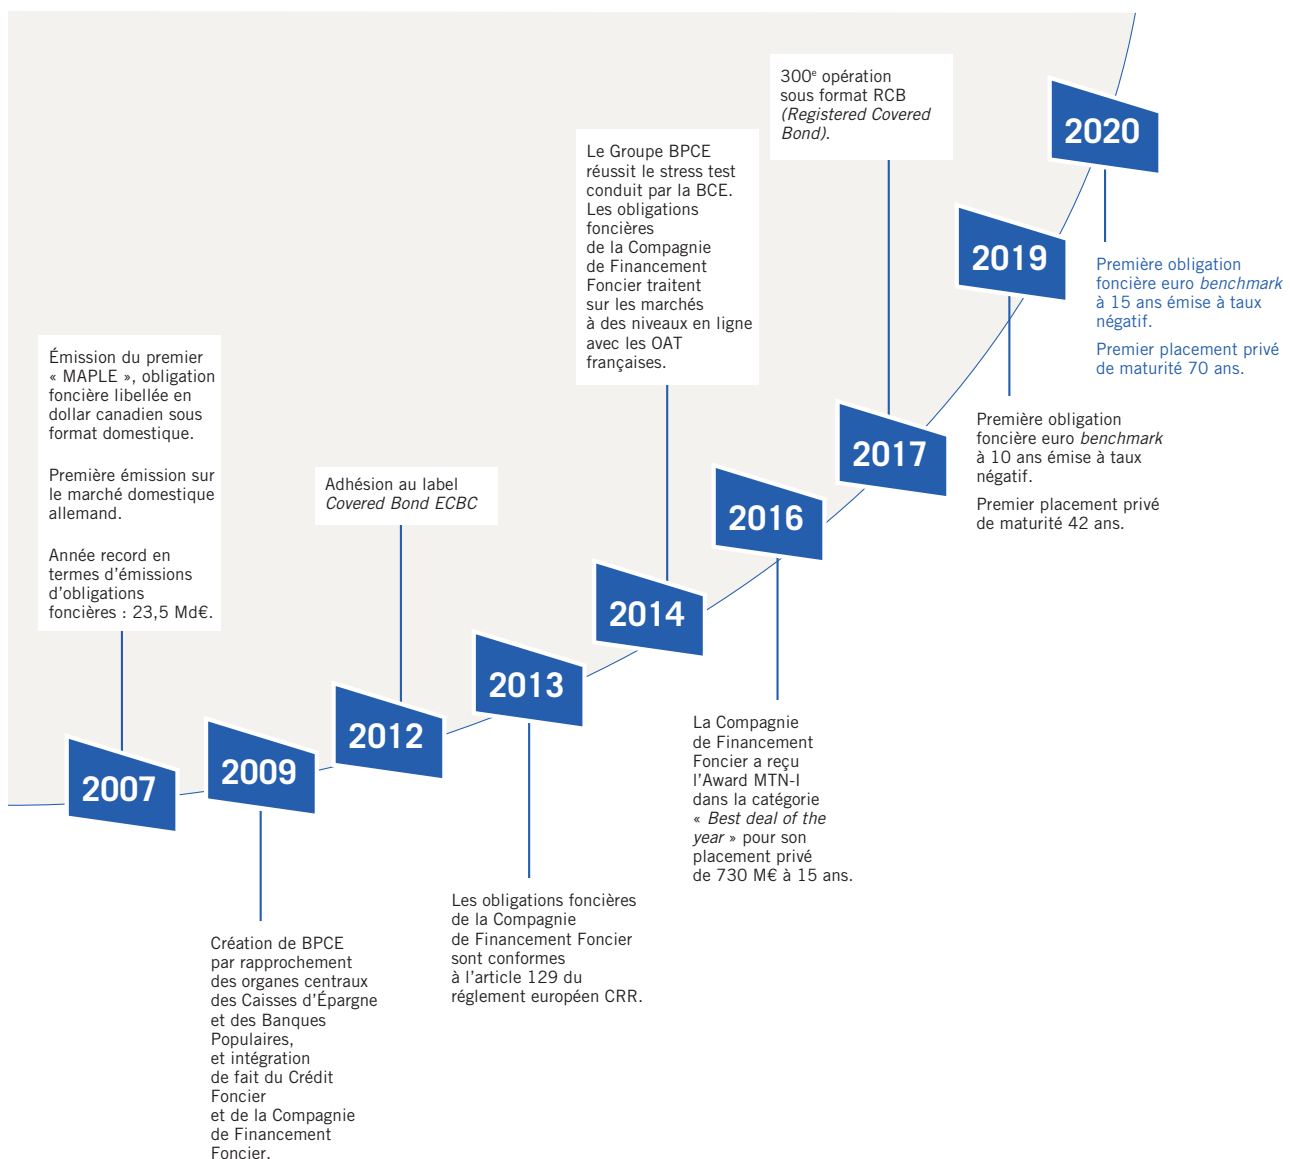 2007
Émission du premier
« MAPLE », obligation
foncière libellée en
dollar canadien sous
format domestique.
Première émission sur
le marché domestique
allemand.
Année record en
termes d’émissions
d’obligations
foncières : 23,5 Md€.
2009
Création de BPCE
par rapprochement
des organes centraux
des Caisses d’Épargne
et des Banques
Populaires,
et intégration
de fait du Crédit
Foncier
et de la Compagnie
de Financement
Foncier.
2012
Adhésion au label
Covered Bond ECBC
2013
Les obligations foncières
de la Compagnie
de Financement Foncier
sont conformes
à l’article 129 du
réglement européen CRR.
2014
Le Groupe BPCE
réussit le stress test
conduit par la BCE.
Les obligations
foncières
de la Compagnie
de Financement
Foncier traitent
sur les marchés
à des niveaux en ligne
avec les OAT
françaises.
2016
La Compagnie
de Financement
Foncier a reçu
l’Award MTN-I
dans la catégorie
« Best deal of the
year » pour son
placement privé
de 730 M€ à 15 ans.
2017
300e opération
sous format RCB
(Registered Covered
Bond).
2019
Première obligation
foncière euro benchmark
à 10 ans émise à taux
négatif.
Premier placement privé
de maturité 42 ans.
2020
Première obligation
foncière euro benchmark
à 15 ans émise à taux
négatif.
Premier placement privé
de maturité 70 ans.